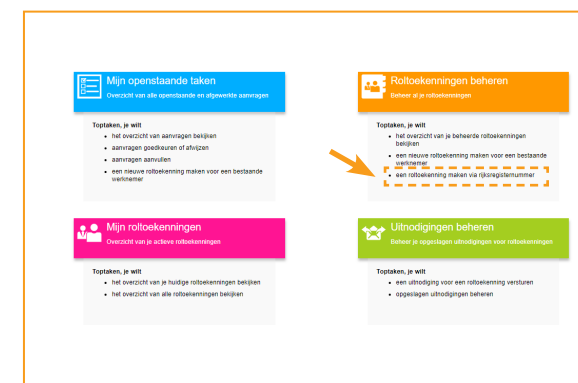 Mijn openstaande taken
Overzicht van alle openstaande en afgewerkte aanvragen
Toptaken, je wilt
het overzicht van aanvragen bekijken
aanvragen goedkeuren of afwijzen
aanvragen aanvullen
een nieuwe roltoekenning maken voor een bestaande
werknemer
Roltoekenningen beheren
Beheer al je roltoekenningen
Toptaken, je wilt
het overzicht van je beheerde roltoekenningen
bekijken
een nieuwe roltoekenning maken voor een bestaande
werknemer
een roltoekenning maken via rijksregisternummer
Mijn roltoekenningen
Overzicht van je actieve roltoekenningen
Toptaken, je wilt
het overzicht van je huidige roltoekenningen bekijken
het overzicht van alle roltoekenningen bekijken
Uitnodigingen beheren
Beheer je opgeslagen uitnodigingen voor roltoekenningen
Toptaken, je wilt
een uitnodiging voor een roltoekenning versturen
opgeslagen uitnodigingen beheren